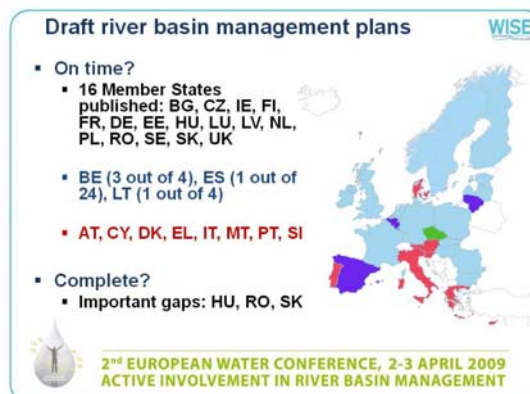 Draft river basin management plans
WISE
On time?
16 Member States
published: BG, CZ, IE, FI,
FR, DE, EE, HU, LU, LV, NL,
PL, RO, SE, SK, UK
BE (3 out of 4), ES (1 out of
24), LT (1 out of 4)
AT, CY, DK, EL, IT, MT, PT, SI
Complete?
Important gaps: HU, RO, SK
2nd EUROPEAN WATER CONFERENCE, 2-3 APRIL 2009
ACTIVE INVOLVEMENT IN RIVER BASIN MANAGEMENT